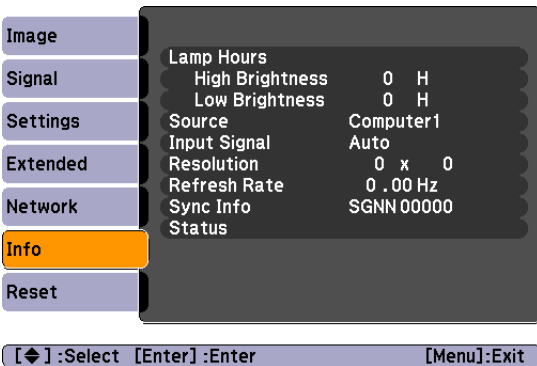 Image
Signal
Settings
Extended
Network
Info
Reset
Lamp Hours
High Brightness 0 H
Low Brightness 0 H
Source Computer1
Input Signal Auto
Resolution 0 x 0
Refresh Rate 0 . 00 Hz
Sync Info SGNN 00000
Status
[◆] :Select [Enter] :Enter [Menu]:Exit